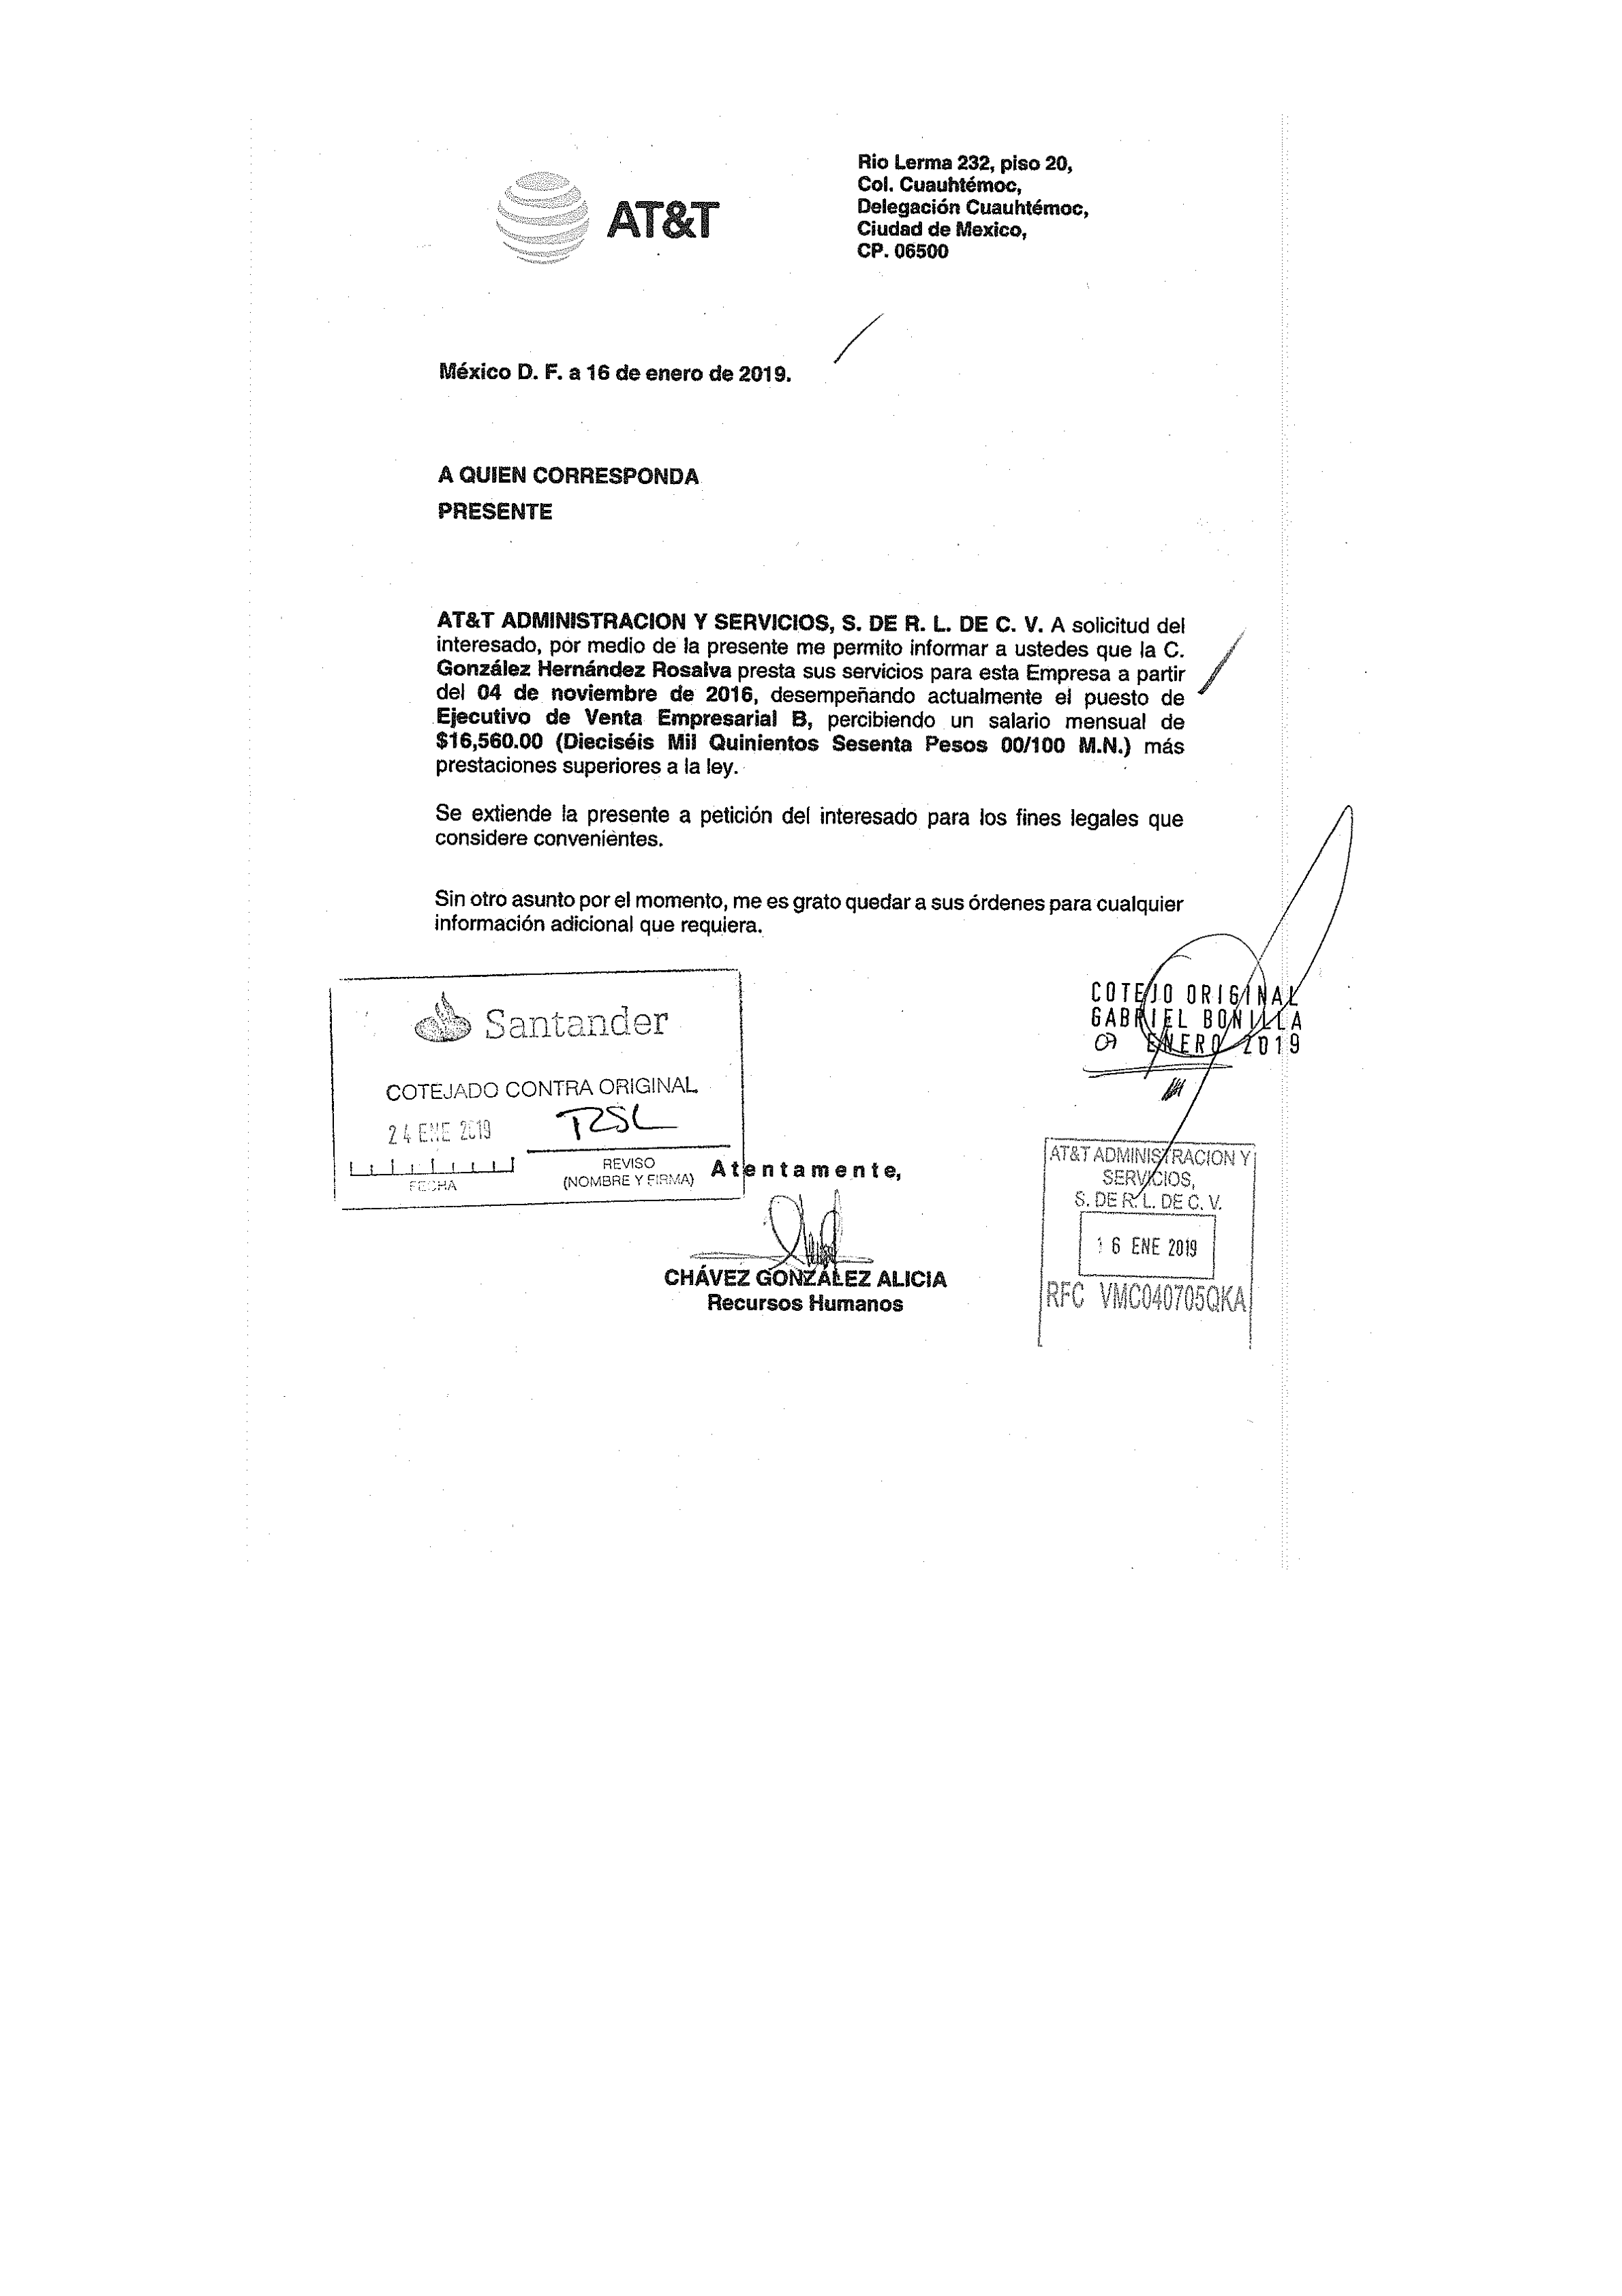 AT&T
Rio Lerma 232, piso 20,
Col. Cuauhtémoc,
Delegación Cuauhtémoc,
Ciudad de Mexico,
CP. 06500
México D. F. a 16 de enero de 2019.
A QUIEN CORRESPONDA
PRESENTE
AT&T ADMINISTRACION Y SERVICIOS, S. DE R. L. DE C. V. A solicitud del
interesado, por medio de la presente me permito informar a ustedes que la C.
González Hernández Rosalva presta sus servicios para esta Empresa a partir
del 04 de noviembre de 2016, desempeñando actualmente el puesto de
Ejecutivo de Venta Empresarial B, percibiendo un salario mensual de
$16,560.00 (Dieciséis Mil Quinientos Sesenta Pesos 00/100 M.N.) más
prestaciones superiores a la ley.
Se extiende la presente a petición del interesado para los fines legales que
considere convenientes.
Sin otro asunto por el momento, me es grato quedar a sus órdenes para cualquier
información adicional que requiera.
Santander
COTEJADO CONTRA ORIGINAL
24 ENE 2019
FECHA
REVISO
(NOMBRE Y FIRMA)
COTEJO ORIGINAL
GABRIEL BONILLA
ENERO 2019
Atentamente,
CHÁVEZ GONZÁLEZ ALICIA
Recursos Humanos
AT&T ADMINISTRACION Y
SERVICIOS,
S. DE R. L. DE C. V.
16 ENE 2019
RFC VMC040705QKA